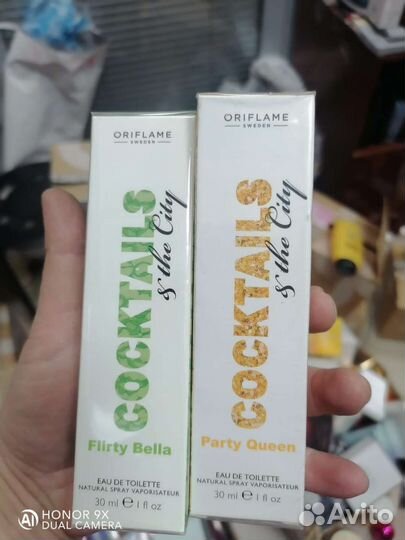 ORIFLAME
SWEDEN
COCKTAILS
& the City
Flirty Bella
EAU DE TOILETTE
NATURAL SPRAY VAPORISATEUR
30 ml e 1 fl oz
ORIFLAME
SWEDEN
COCKTAILS
& the City
Party Queen
EAU DE TOILETTE
NATURAL SPRAY VAPORISATEUR
30 ml e 1 fl oz
AI HONOR 9X
DUAL CAMERA
Avito